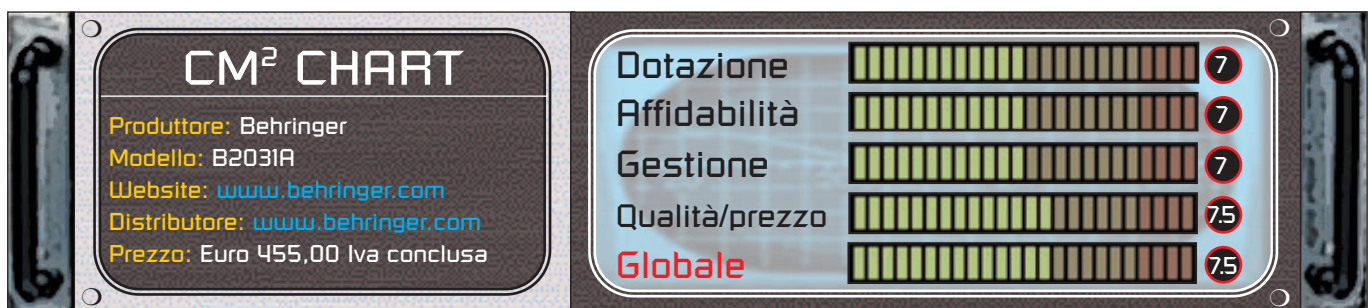 CM² CHART
Produttore: Behringer
Modello: B2031A
Website: www.behringer.com
Distributore: www.behringer.com
Prezzo: Euro 455,00 Iva conclusa
Dotazione 7
Affidabilità 7
Gestione 7
Qualità/prezzo 7.5
Globale 7.5